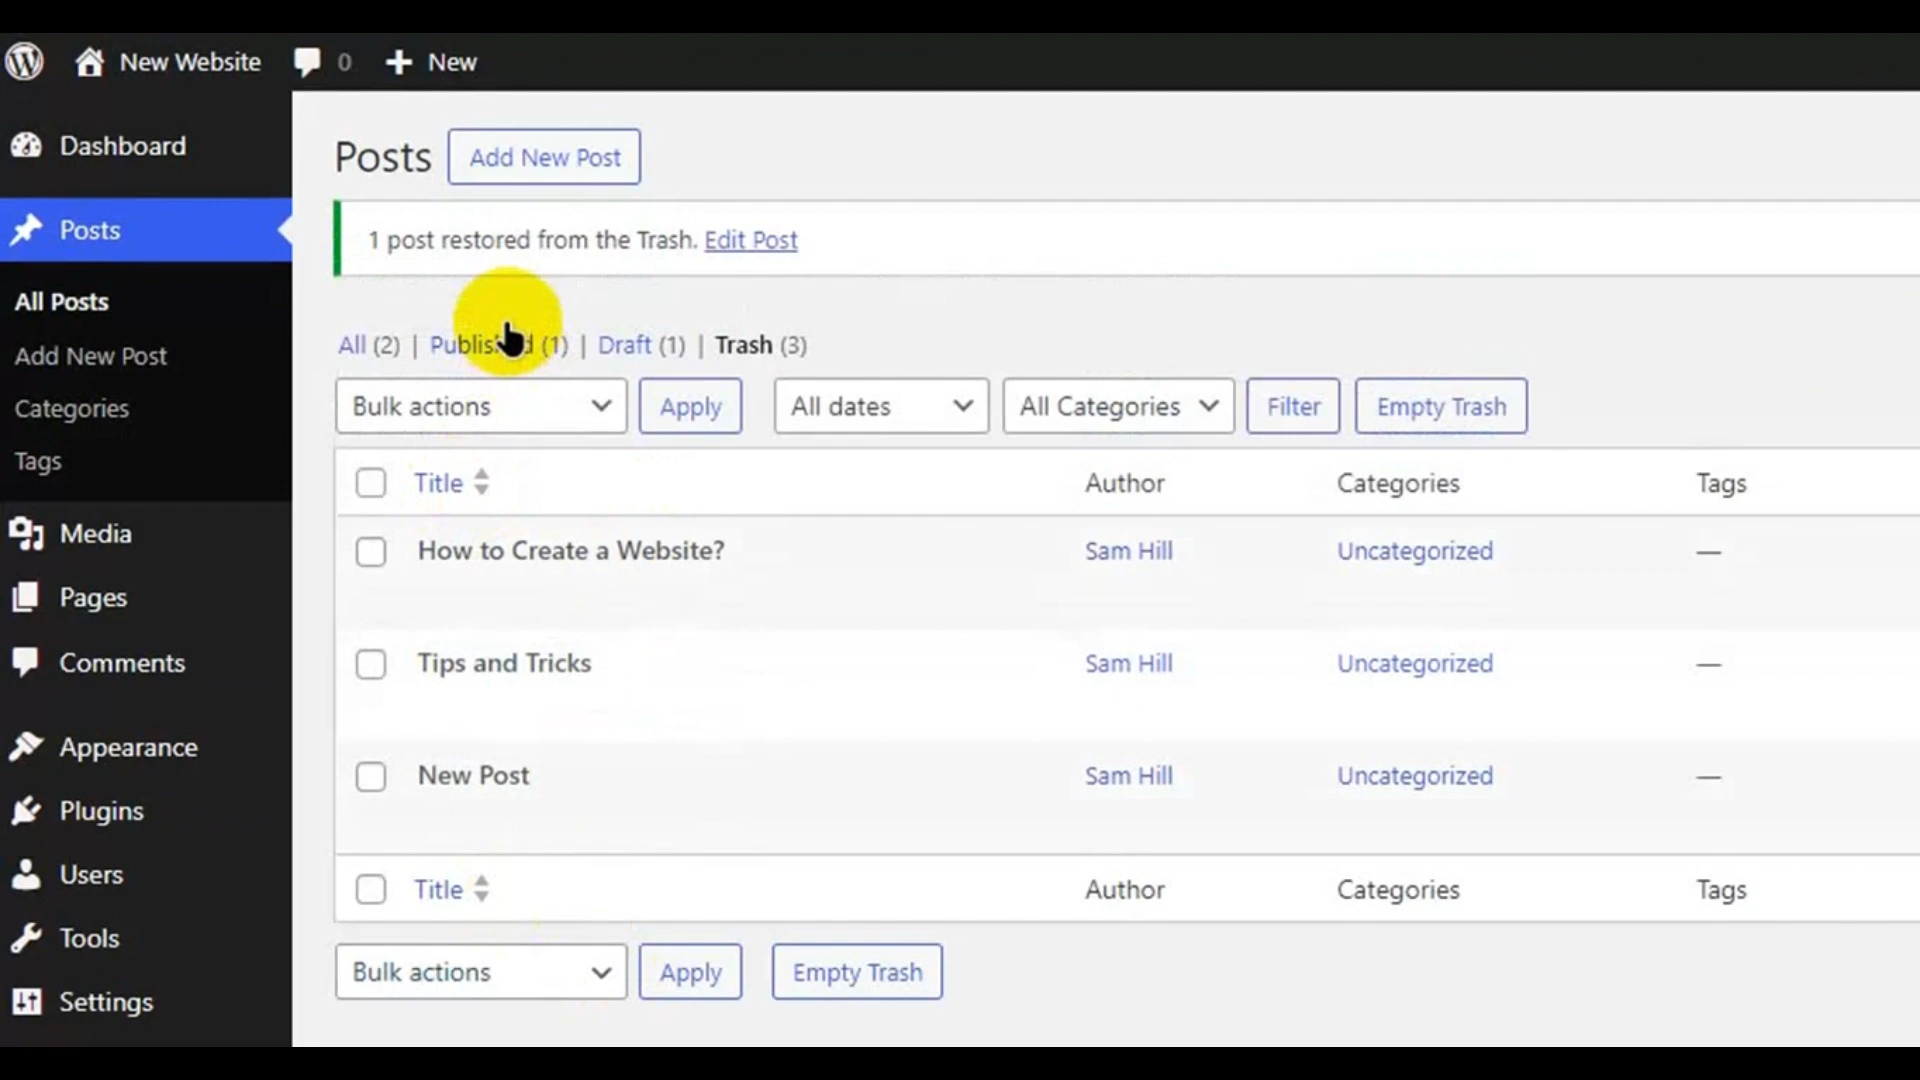 New Website 0 New
Dashboard
Posts
All Posts
Add New Post
Categories
Tags
Media
Pages
Comments
Appearance
Plugins
Users
Tools
Settings
Posts Add New Post
1 post restored from the Trash. Edit Post
All (2) | Published (1) | Draft (1) | Trash (3)
Bulk actions Apply All dates All Categories Filter Empty Trash
Title Author Categories Tags
How to Create a Website? Sam Hill Uncategorized —
Tips and Tricks Sam Hill Uncategorized —
New Post Sam Hill Uncategorized —
Title Author Categories Tags
Bulk actions Apply Empty Trash